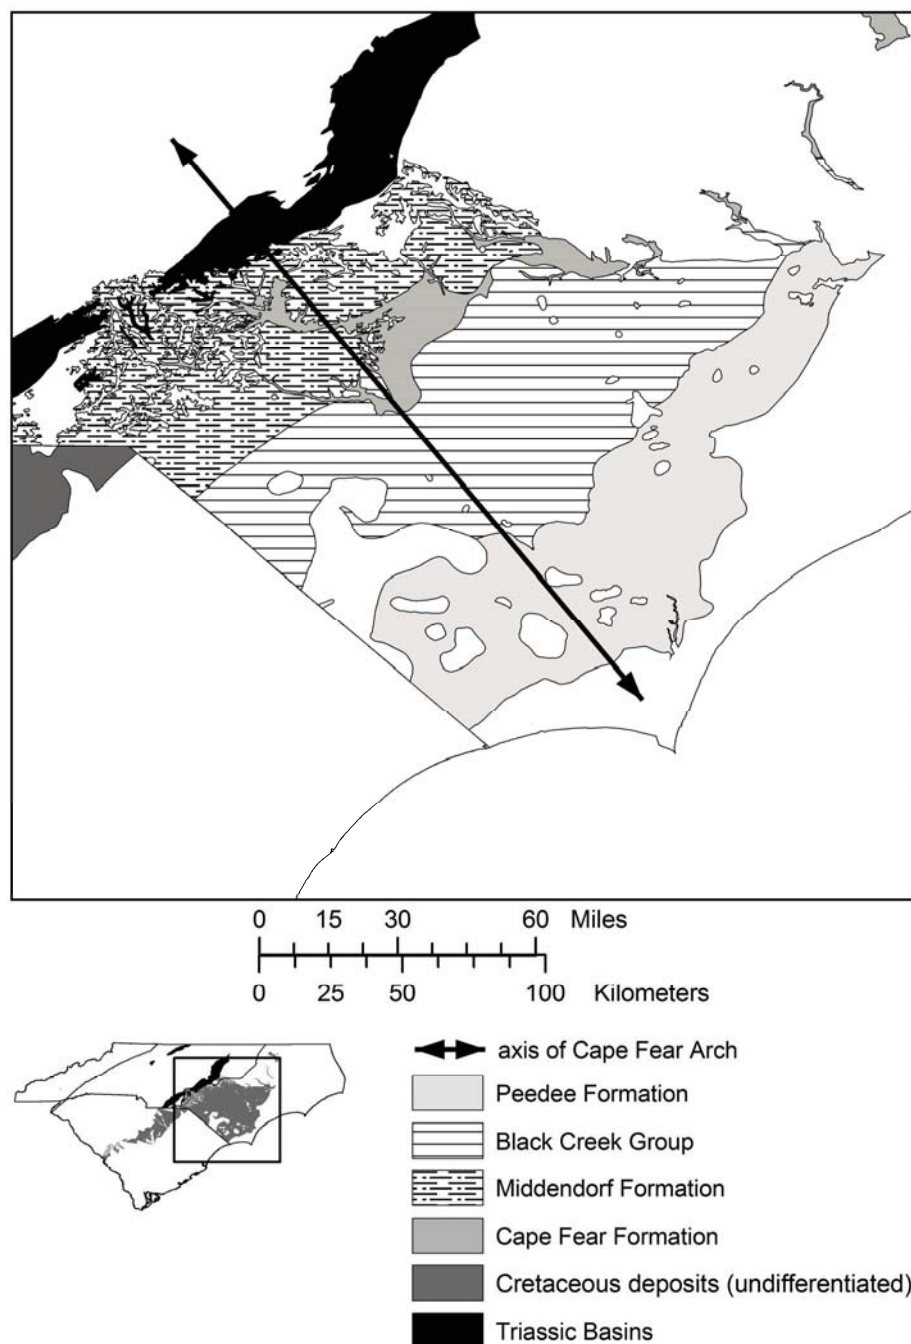 0 15 30 60 Miles
0 25 50 100 Kilometers
axis of Cape Fear Arch
Peedee Formation
Black Creek Group
Middendorf Formation
Cape Fear Formation
Cretaceous deposits (undifferentiated)
Triassic Basins